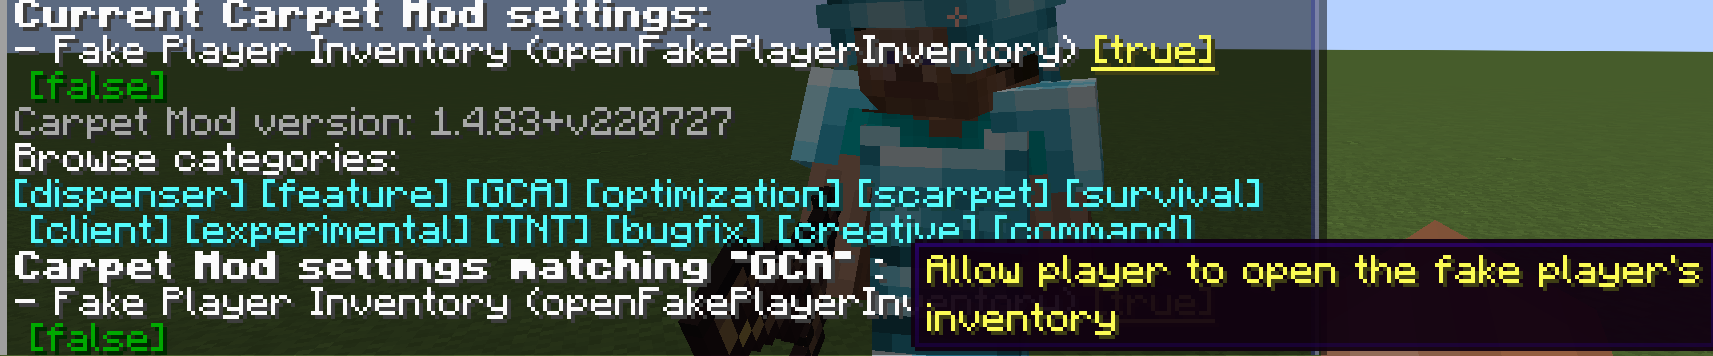 Current Carpet Mod settings:
- Fake Player Inventory (openFakePlayerInventory) [true]
[false]
Carpet Mod version: 1.4.83+v220727
Browse categories:
[dispenser] [feature] [GCA] [optimization] [scarpet] [survival]
[client] [experimental] [TNT] [bugfix] [creative] [command]
Carpet Mod settings matching "GCA" :
- Fake Player Inventory (openFakePlayerInventory) [true]
[false]
Allow player to open the fake player's
inventory